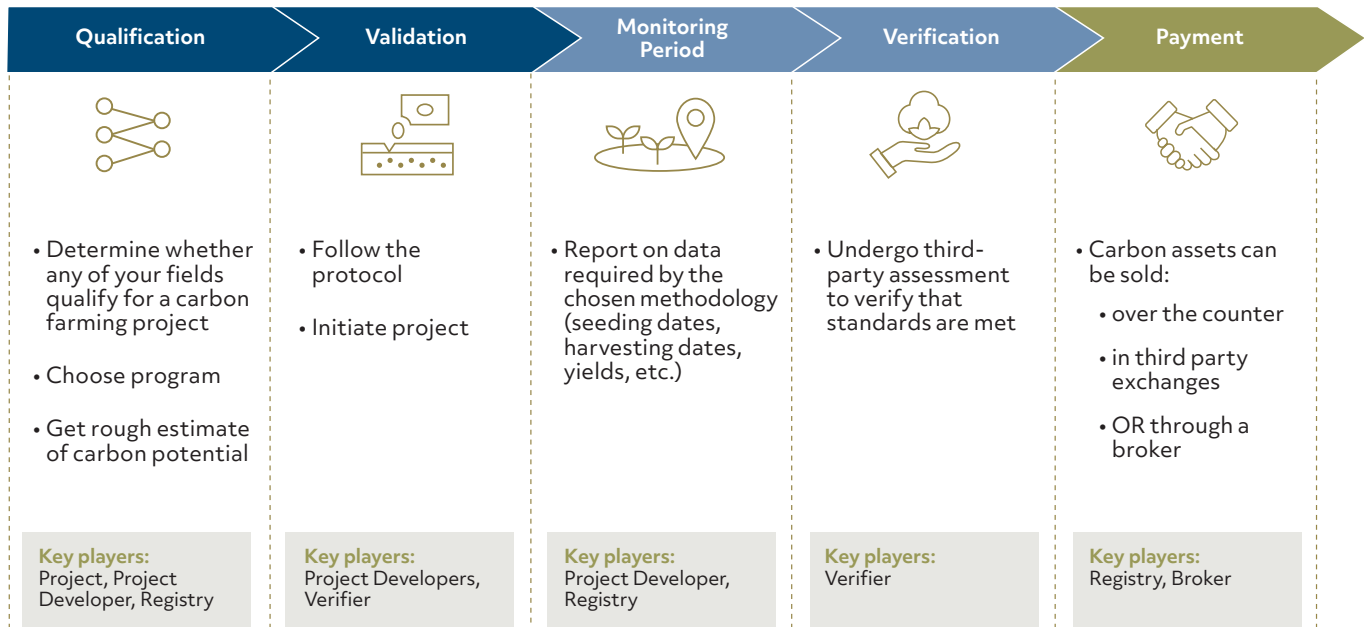 Qualification
Validation
Monitoring
Period
Verification
Payment
• Determine whether
any of your fields
qualify for a carbon
farming project
• Choose program
• Get rough estimate
of carbon potential
Key players:
Project, Project
Developer, Registry
• Follow the
protocol
• Initiate project
Key players:
Project Developers,
Verifier
• Report on data
required by the
chosen methodology
(seeding dates,
harvesting dates,
yields, etc.)
Key players:
Project Developer,
Registry
• Undergo third-
party assessment
to verify that
standards are met
Key players:
Verifier
• Carbon assets can
be sold:
• over the counter
• in third party
exchanges
• OR through a
broker
Key players:
Registry, Broker